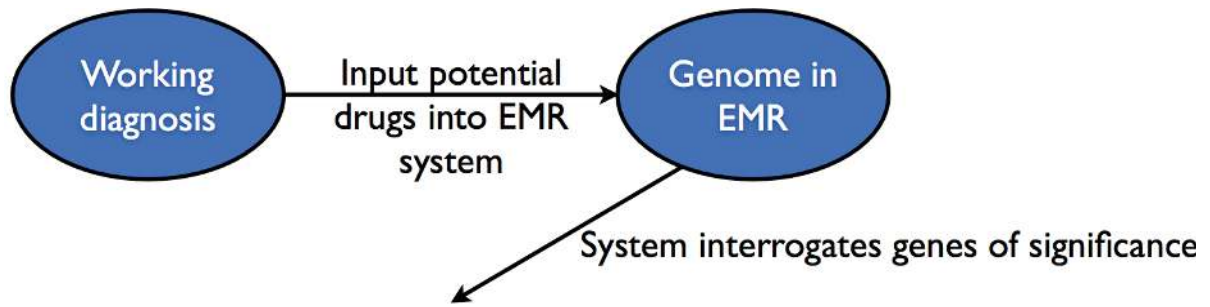 Working
diagnosis
Input potential
drugs into EMR
system
Genome in
EMR
System interrogates genes of significance